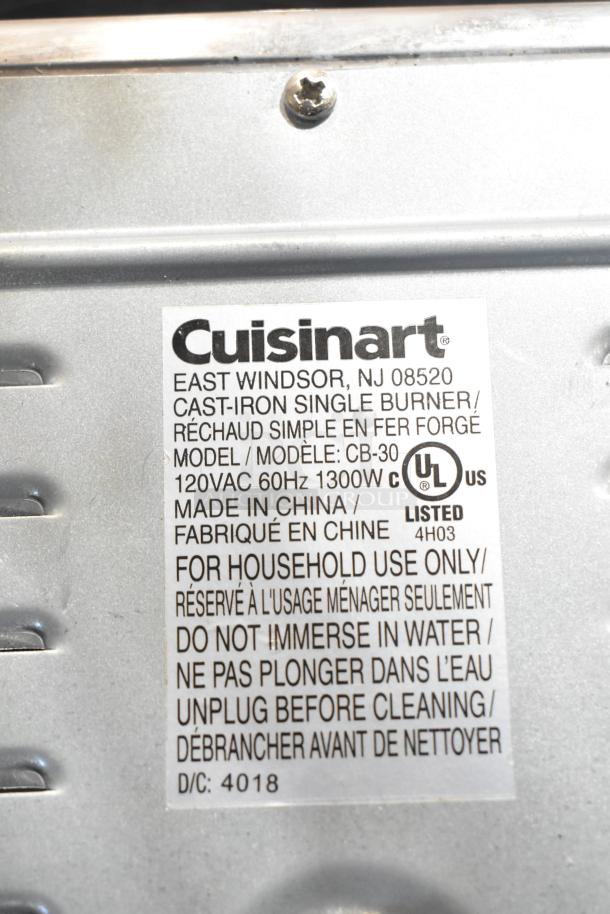 Cuisinart®
EAST WINDSOR, NJ 08520
CAST-IRON SINGLE BURNER/
RÉCHAUD SIMPLE EN FER FORGÉ
MODEL / MODÈLE: CB-30
120VAC 60Hz 1300W
C UL® US
MADE IN CHINA /
LISTED
FABRIQUÉ EN CHINE
4H03
FOR HOUSEHOLD USE ONLY/
RÉSERVÉ À L'USAGE MÉNAGER SEULEMENT
DO NOT IMMERSE IN WATER /
NE PAS PLONGER DANS L'EAU
UNPLUG BEFORE CLEANING/
DÉBRANCHER AVANT DE NETTOYER
D/C: 4018